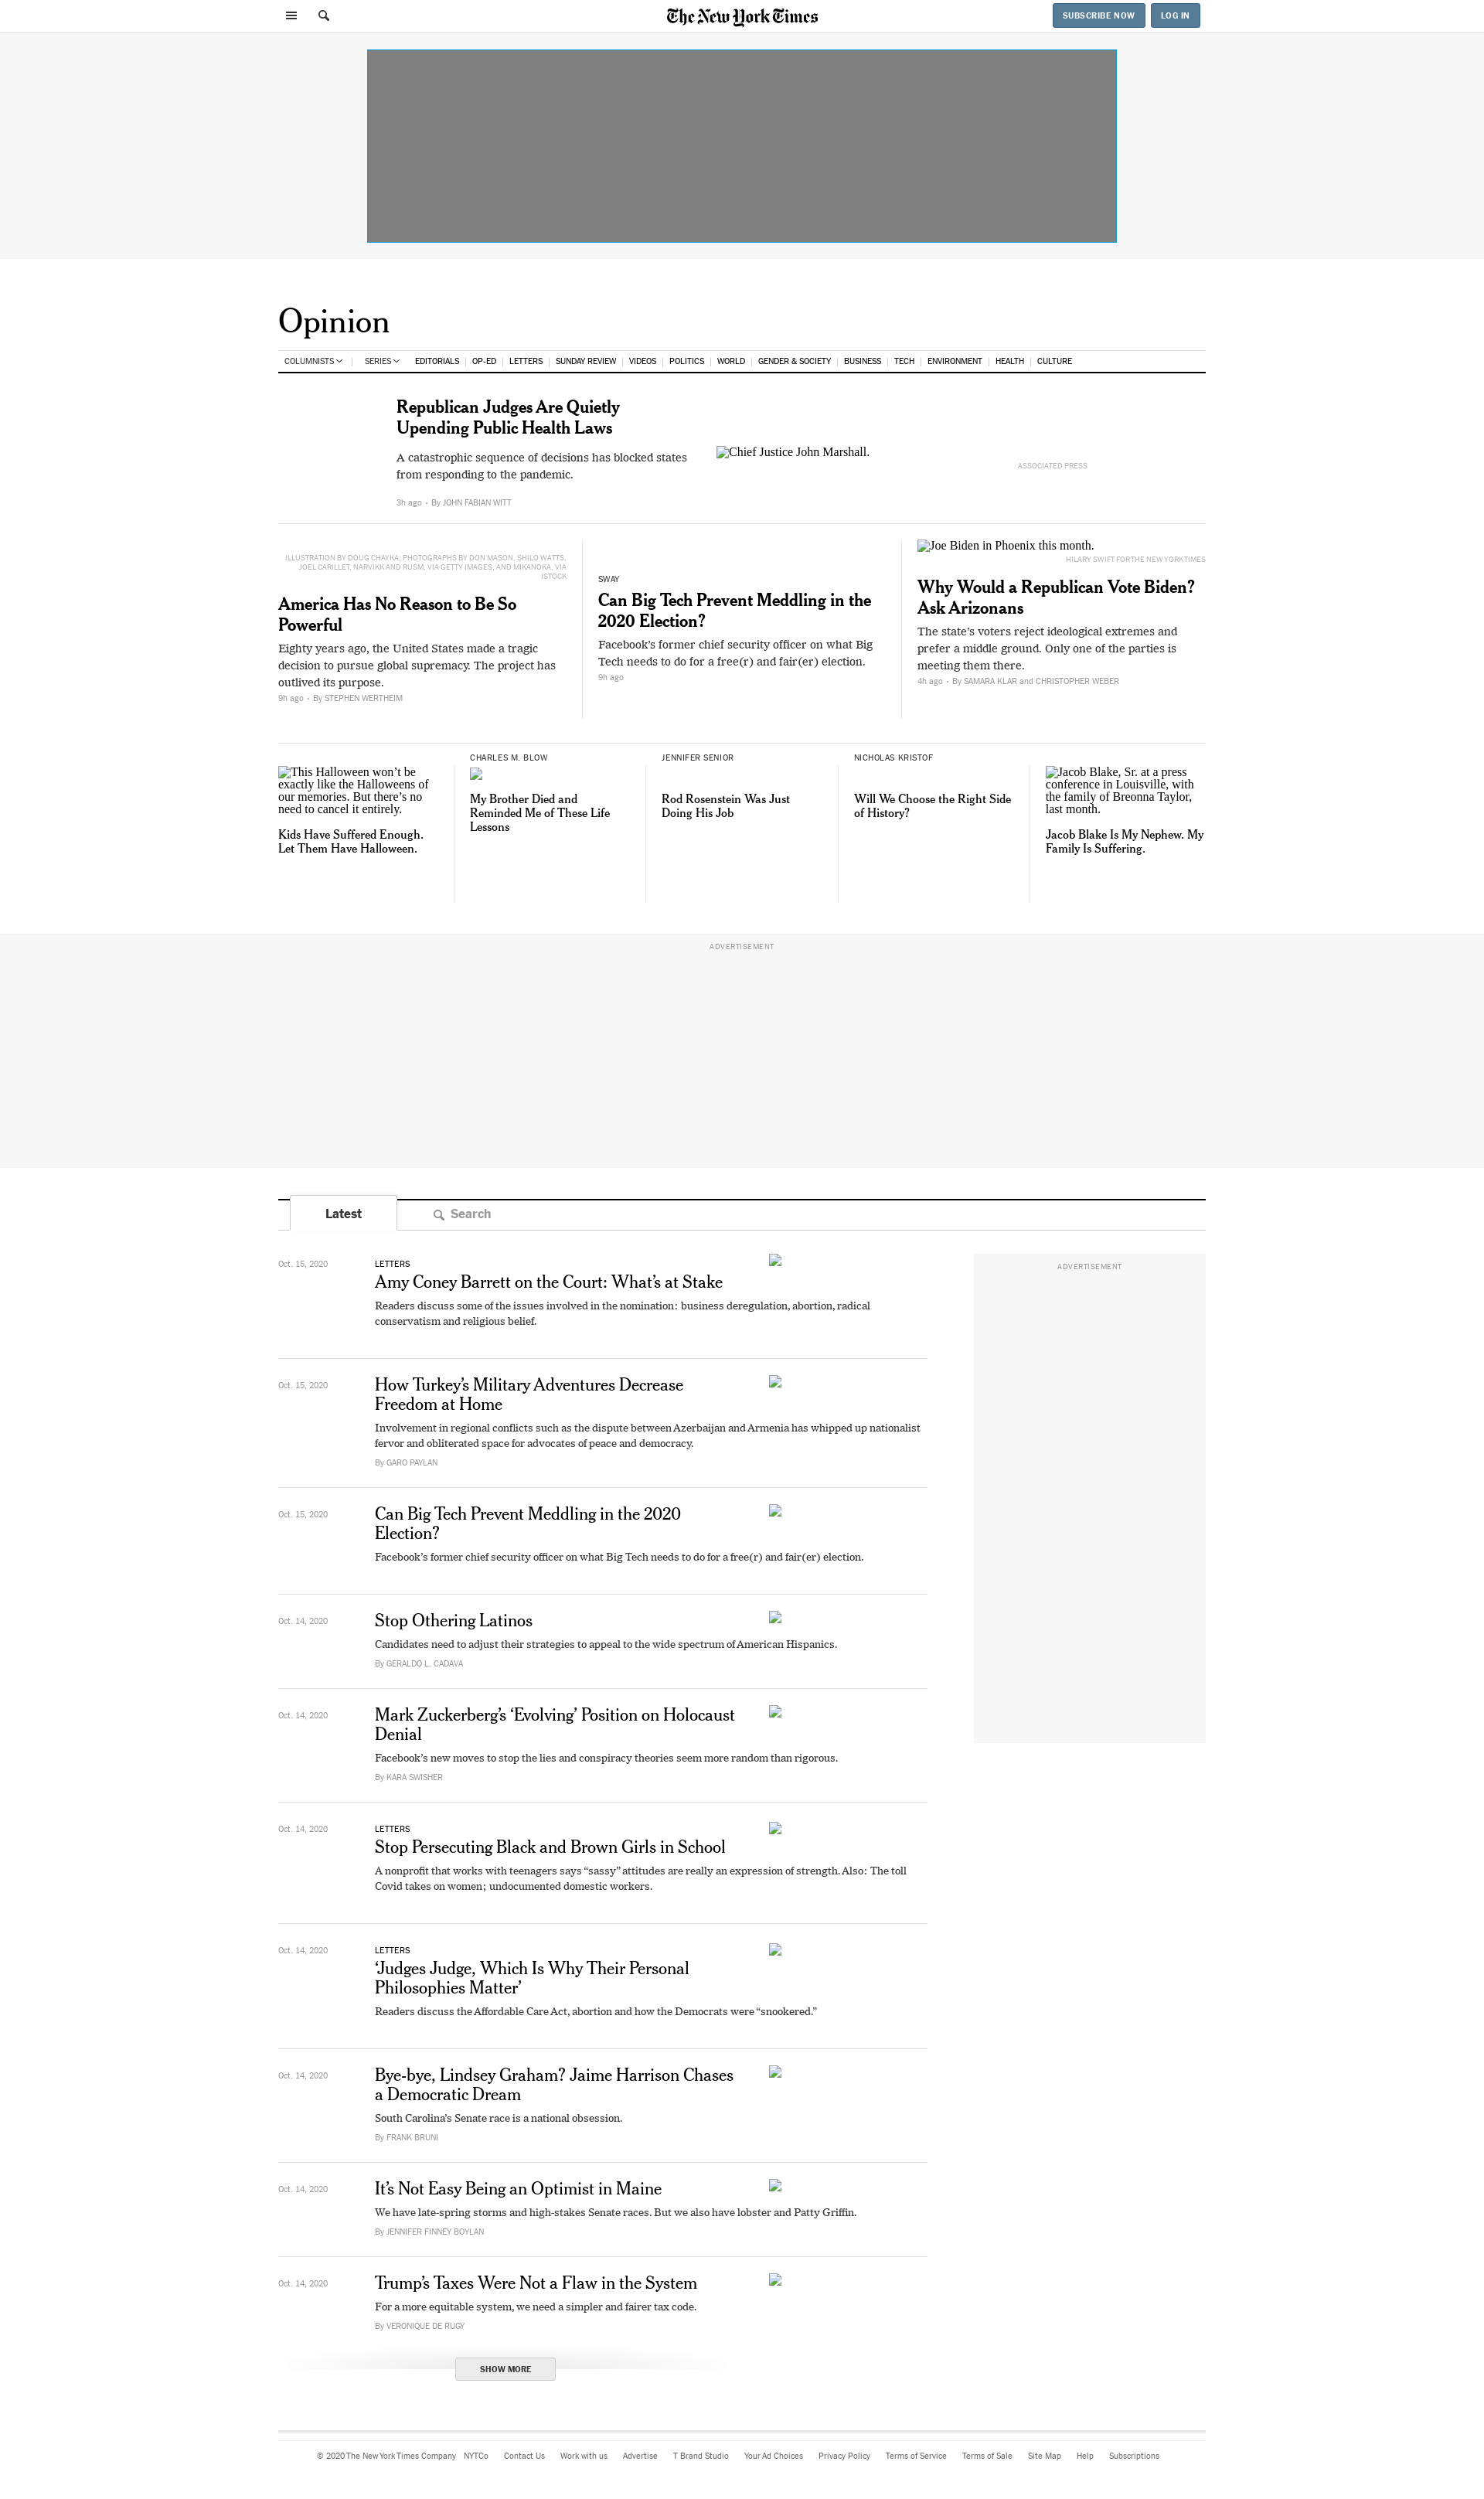 The New York Times
SUBSCRIBE NOW
LOG IN
Opinion
COLUMNISTS SERIES EDITORIALS OP-ED LETTERS SUNDAY REVIEW VIDEOS POLITICS WORLD GENDER & SOCIETY BUSINESS TECH ENVIRONMENT HEALTH CULTURE
Republican Judges Are Quietly
Upending Public Health Laws
A catastrophic sequence of decisions has blocked states
from responding to the pandemic.
3h ago • By JOHN FABIAN WITT
Chief Justice John Marshall.
ASSOCIATED PRESS
ILLUSTRATION BY DOUG CHAYKA; PHOTOGRAPHS BY DON MASON, SHILO WATTS,
JOEL CARILLET, NARVIKK AND RUSM, VIA GETTY IMAGES, AND MIKANOKA, VIA
ISTOCK
America Has No Reason to Be So
Powerful
Eighty years ago, the United States made a tragic
decision to pursue global supremacy. The project has
outlived its purpose.
9h ago • By STEPHEN WERTHEIM
SWAY
Can Big Tech Prevent Meddling in the
2020 Election?
Facebook’s former chief security officer on what Big
Tech needs to do for a free(r) and fair(er) election.
9h ago
Joe Biden in Phoenix this month.
HILARY SWIFT FOR THE NEW YORK TIMES
Why Would a Republican Vote Biden?
Ask Arizonans
The state’s voters reject ideological extremes and
prefer a middle ground. Only one of the parties is
meeting them there.
4h ago • By SAMARA KLAR and CHRISTOPHER WEBER
This Halloween won’t be
exactly like the Halloweens of
our memories. But there’s no
need to cancel it entirely.
Kids Have Suffered Enough.
Let Them Have Halloween.
CHARLES M. BLOW
My Brother Died and
Reminded Me of These Life
Lessons
JENNIFER SENIOR
Rod Rosenstein Was Just
Doing His Job
NICHOLAS KRISTOF
Will We Choose the Right Side
of History?
Jacob Blake, Sr. at a press
conference in Louisville, with
the family of Breonna Taylor,
last month.
Jacob Blake Is My Nephew. My
Family Is Suffering.
ADVERTISEMENT
Latest
Search
Oct. 15, 2020
LETTERS
Amy Coney Barrett on the Court: What’s at Stake
Readers discuss some of the issues involved in the nomination: business deregulation, abortion, radical
conservatism and religious belief.
ADVERTISEMENT
Oct. 15, 2020
How Turkey’s Military Adventures Decrease
Freedom at Home
Involvement in regional conflicts such as the dispute between Azerbaijan and Armenia has whipped up nationalist
fervor and obliterated space for advocates of peace and democracy.
By GARO PAYLAN
Oct. 15, 2020
Can Big Tech Prevent Meddling in the 2020
Election?
Facebook’s former chief security officer on what Big Tech needs to do for a free(r) and fair(er) election.
Oct. 14, 2020
Stop Othering Latinos
Candidates need to adjust their strategies to appeal to the wide spectrum of American Hispanics.
By GERALDO L. CADAVA
Oct. 14, 2020
Mark Zuckerberg’s ‘Evolving’ Position on Holocaust
Denial
Facebook’s new moves to stop the lies and conspiracy theories seem more random than rigorous.
By KARA SWISHER
Oct. 14, 2020
LETTERS
Stop Persecuting Black and Brown Girls in School
A nonprofit that works with teenagers says “sassy” attitudes are really an expression of strength. Also: The toll
Covid takes on women; undocumented domestic workers.
Oct. 14, 2020
LETTERS
‘Judges Judge, Which Is Why Their Personal
Philosophies Matter’
Readers discuss the Affordable Care Act, abortion and how the Democrats were “snookered.”
Oct. 14, 2020
Bye-bye, Lindsey Graham? Jaime Harrison Chases
a Democratic Dream
South Carolina’s Senate race is a national obsession.
By FRANK BRUNI
Oct. 14, 2020
It’s Not Easy Being an Optimist in Maine
We have late-spring storms and high-stakes Senate races. But we also have lobster and Patty Griffin.
By JENNIFER FINNEY BOYLAN
Oct. 14, 2020
Trump’s Taxes Were Not a Flaw in the System
For a more equitable system, we need a simpler and fairer tax code.
By VERONIQUE DE RUGY
SHOW MORE
© 2020 The New York Times Company NYTCo Contact Us Work with us Advertise T Brand Studio Your Ad Choices Privacy Policy Terms of Service Terms of Sale Site Map Help Subscriptions